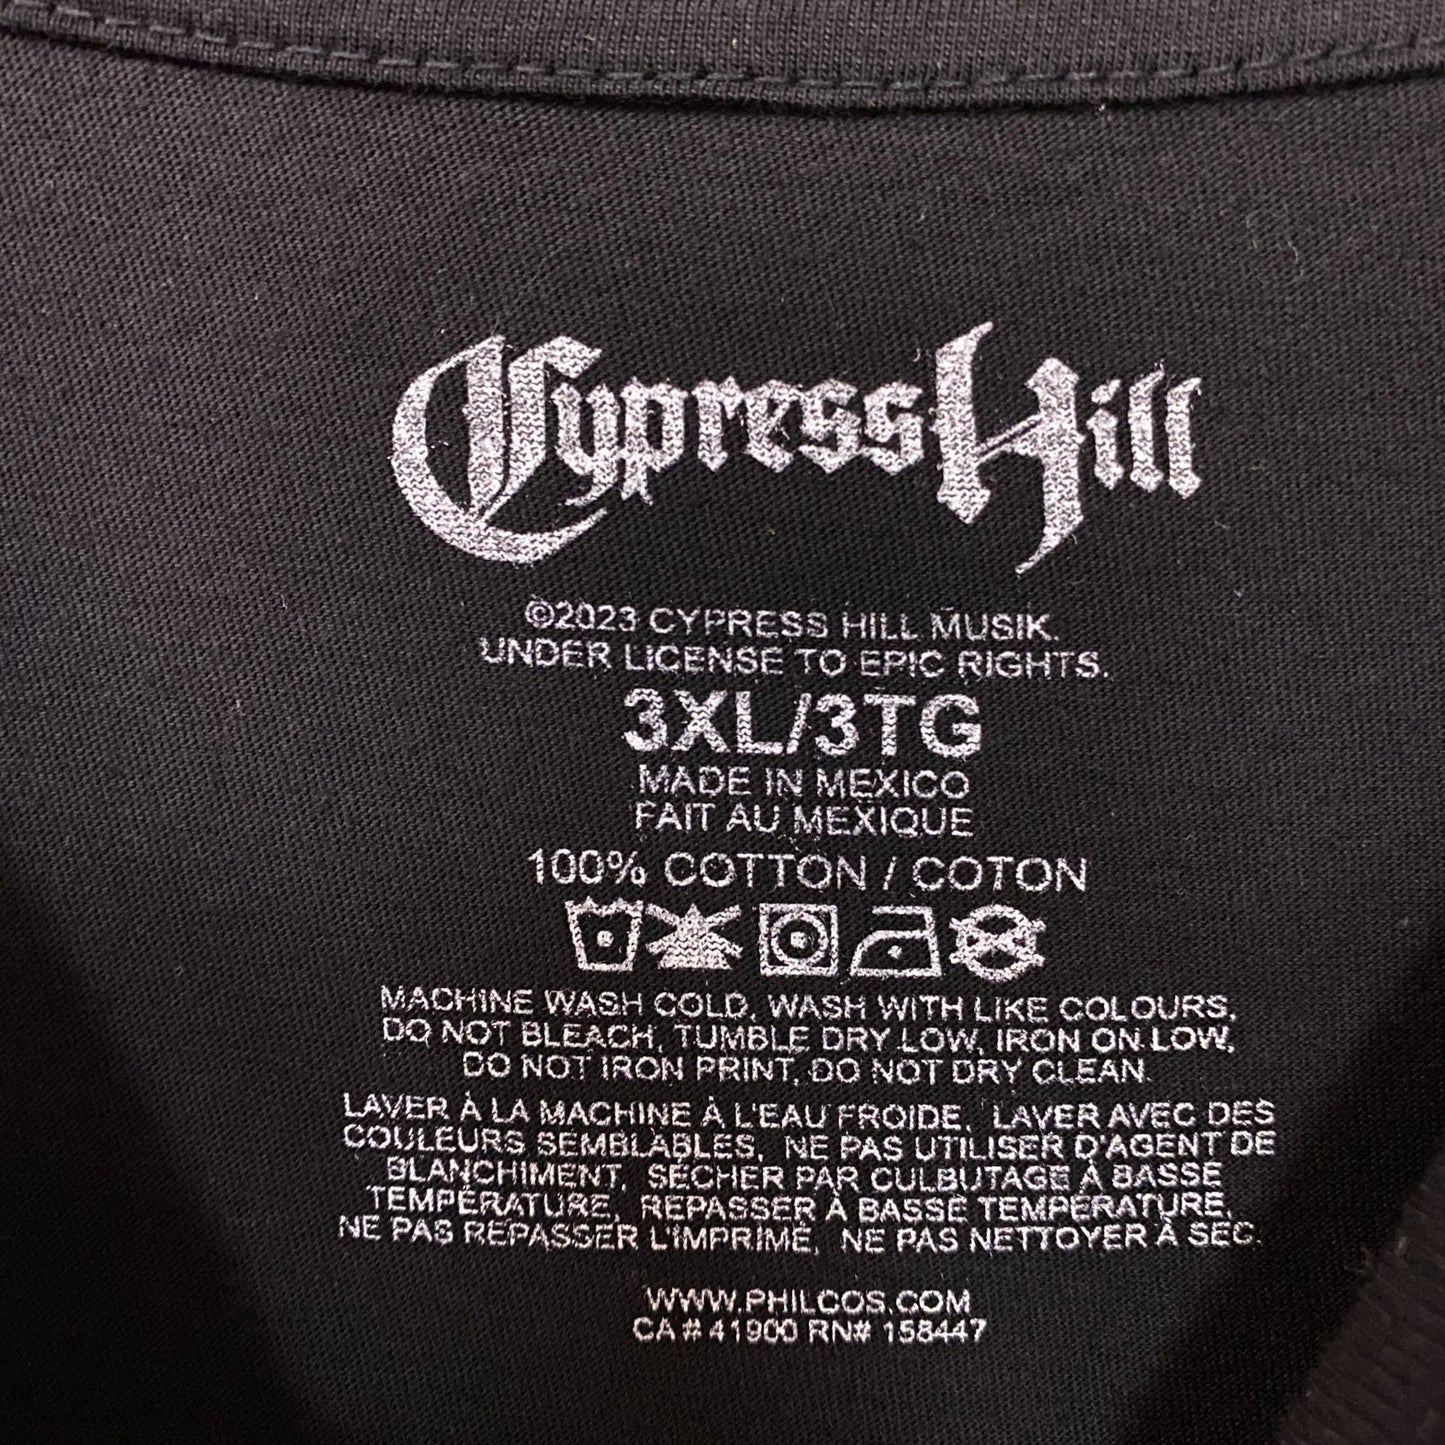 Cypress Hill
©2023 CYPRESS HILL MUSIK.
UNDER LICENSE TO EPIC RIGHTS.
3XL/3TG
MADE IN MEXICO
FAIT AU MEXIQUE
100% COTTON / COTON
MACHINE WASH COLD, WASH WITH LIKE COLOURS,
DO NOT BLEACH, TUMBLE DRY LOW, IRON ON LOW,
DO NOT IRON PRINT, DO NOT DRY CLEAN.
LAVER À LA MACHINE À L'EAU FROIDE, LAVER AVEC DES
COULEURS SEMBLABLES, NE PAS UTILISER D'AGENT DE
BLANCHIMENT, SÉCHER PAR CULBUTAGE À BASSE
TEMPÉRATURE, REPASSER À BASSE TEMPÉRATURE,
NE PAS REPASSER L'IMPRIMÉ, NE PAS NETTOYER À SEC.
WWW.PHILCOS.COM
CA# 41900 RN# 158447